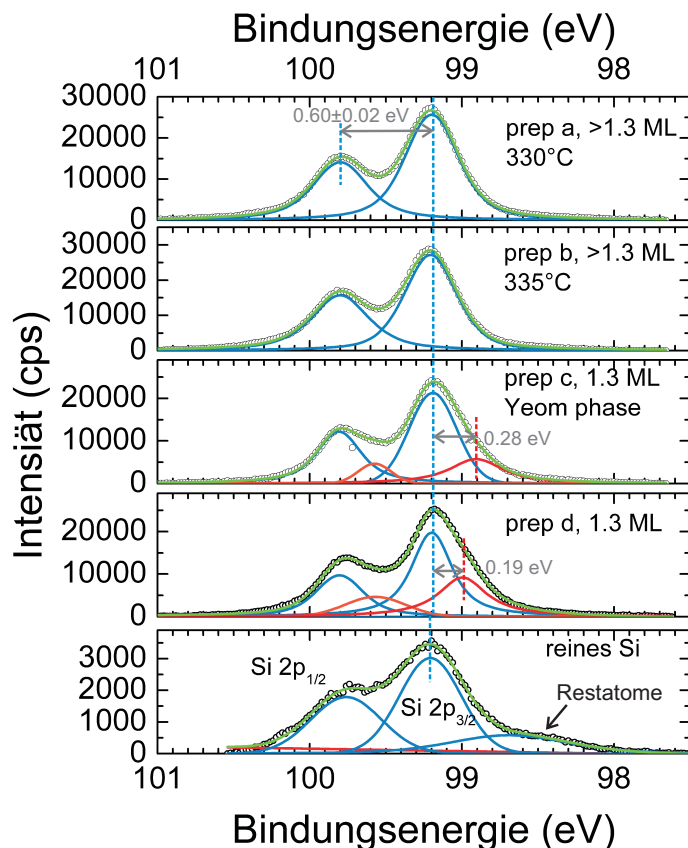 Bindungsenergie (eV)
101 100 99 98
30000
20000
10000
0
0.60±0.02 eV
prep a, >1.3 ML
330°C
30000
20000
10000
0
prep b, >1.3 ML
335°C
20000
10000
0
prep c, 1.3 ML
Yeom phase
0.28 eV
20000
10000
0
prep d, 1.3 ML
0.19 eV
3000
2000
1000
0
reines Si
Si 2p1/2
Si 2p3/2
Restatome
101 100 99 98
Bindungsenergie (eV)
Intensiät (cps)